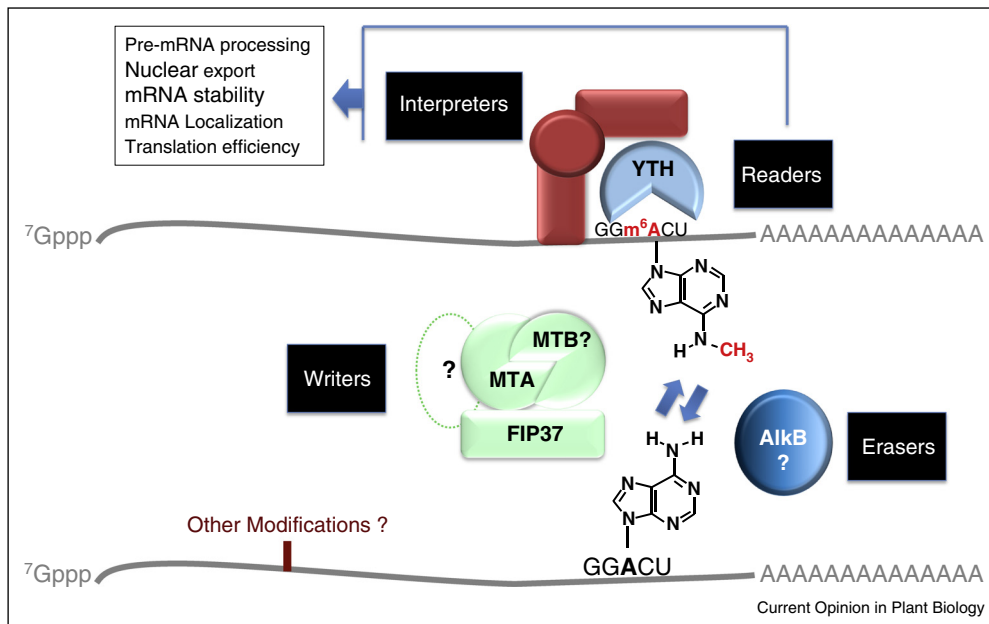 Pre-mRNA processing
Nuclear export
mRNA stability
mRNA Localization
Translation efficiency
Interpreters
YTH
Readers
⁷Gppp
GGm⁶ACU
AAAAAAAAAAAAAA
N
N
N
N
H
N
CH₃
Writers
?
MTB?
MTA
FIP37
AlkB
?
Erasers
H
H
N
N
N
N
N
Other Modifications ?
⁷Gppp
GGACU
AAAAAAAAAAAAAA
Current Opinion in Plant Biology